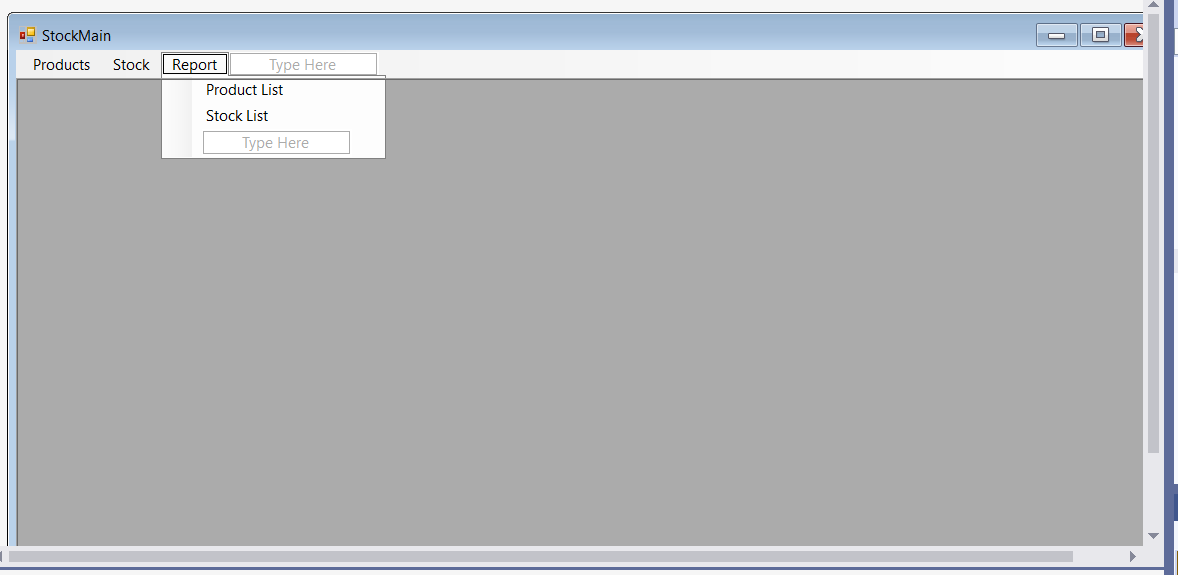 StockMain
Products Stock Report Type Here
Product List
Stock List
Type Here